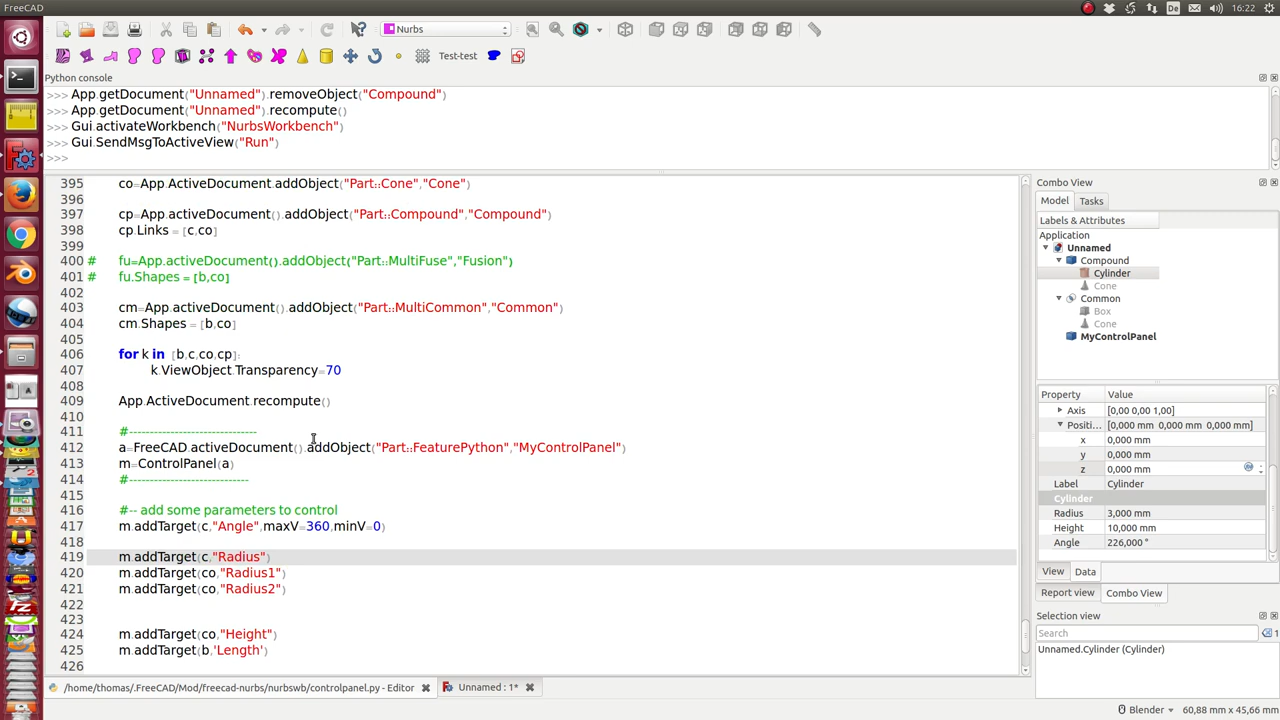 FreeCAD
De
16:22
Nurbs
Test-test
Python console
>>> App.getDocument("Unnamed").removeObject("Compound")
>>> App.getDocument("Unnamed").recompute()
>>> Gui.activateWorkbench("NurbsWorkbench")
>>> Gui.SendMsgToActiveView("Run")
>>>
395 co=App.ActiveDocument.addObject("Part::Cone","Cone")
396
397 cp=App.activeDocument().addObject("Part::Compound","Compound")
398 cp.Links = [c,co]
399
400 # fu=App.activeDocument().addObject("Part::MultiFuse","Fusion")
401 # fu.Shapes = [b,co]
402
403 cm=App.activeDocument().addObject("Part::MultiCommon","Common")
404 cm.Shapes = [b,co]
405
406 for k in [b,c,co,cp]:
407 k.ViewObject.Transparency=70
408
409 App.ActiveDocument.recompute()
410
411 #-------------------------------
412 a=FreeCAD.activeDocument().addObject("Part::FeaturePython","MyControlPanel")
413 m=ControlPanel(a)
414 #-----------------------------
415
416 #-- add some parameters to control
417 m.addTarget(c,"Angle",maxV=360,minV=0)
418
419 m.addTarget(c,"Radius")
420 m.addTarget(co,"Radius1")
421 m.addTarget(co,"Radius2")
422
423
424 m.addTarget(co,"Height")
425 m.addTarget(b,'Length')
426
/home/thomas/.FreeCAD/Mod/freecad-nurbs/nurbswb/controlpanel.py - Editor
Unnamed : 1*
Combo View
Model Tasks
Labels & Attributes
Application
Unnamed
Compound
Cylinder
Cone
Common
Box
Cone
MyControlPanel
Property Value
Axis [0,00 0,00 1,00]
Positi... [0,000 mm 0,000 mm 0,000 mm]
x 0,000 mm
y 0,000 mm
z 0,000 mm
Label Cylinder
Cylinder
Radius 3,000 mm
Height 10,000 mm
Angle 226,000 °
View Data
Report view Combo View
Selection view
Search
1
Unnamed.Cylinder (Cylinder)
Blender 60,88 mm x 45,66 mm